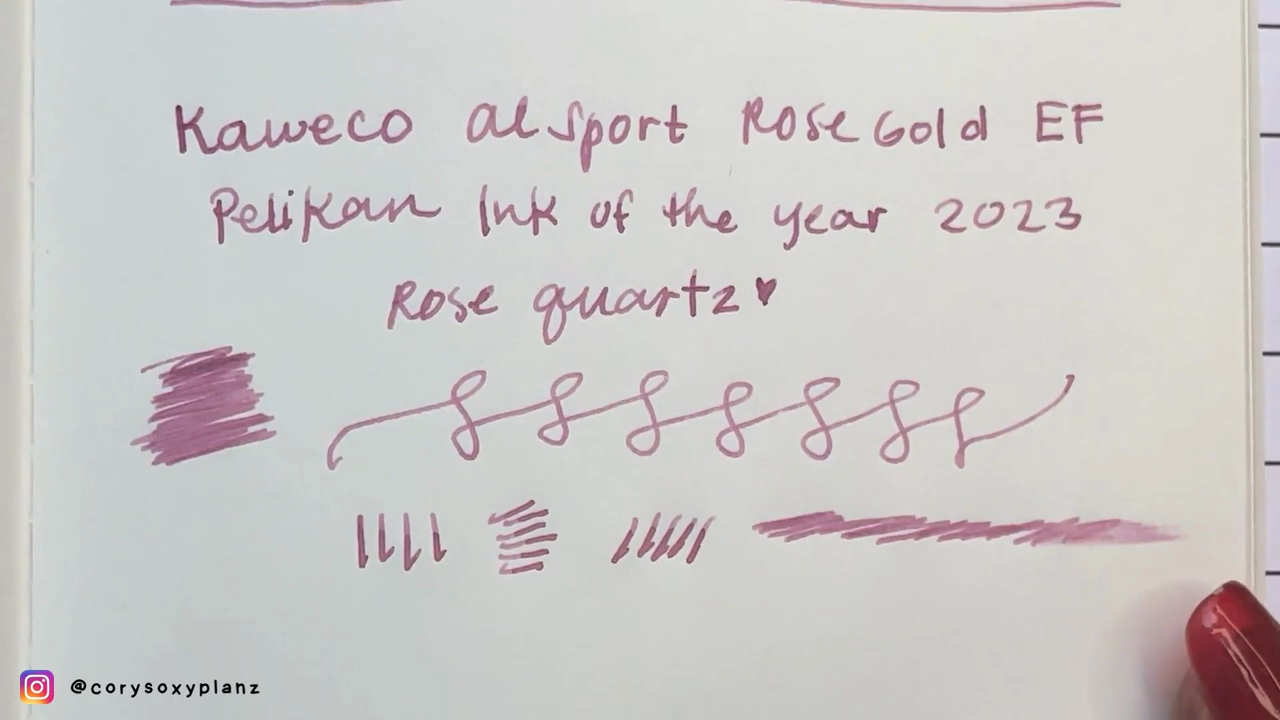 Kaweco al Sport Rose Gold EF
Pelikan Ink of the year 2023
Rose quartz♥
@corysoxyplanz